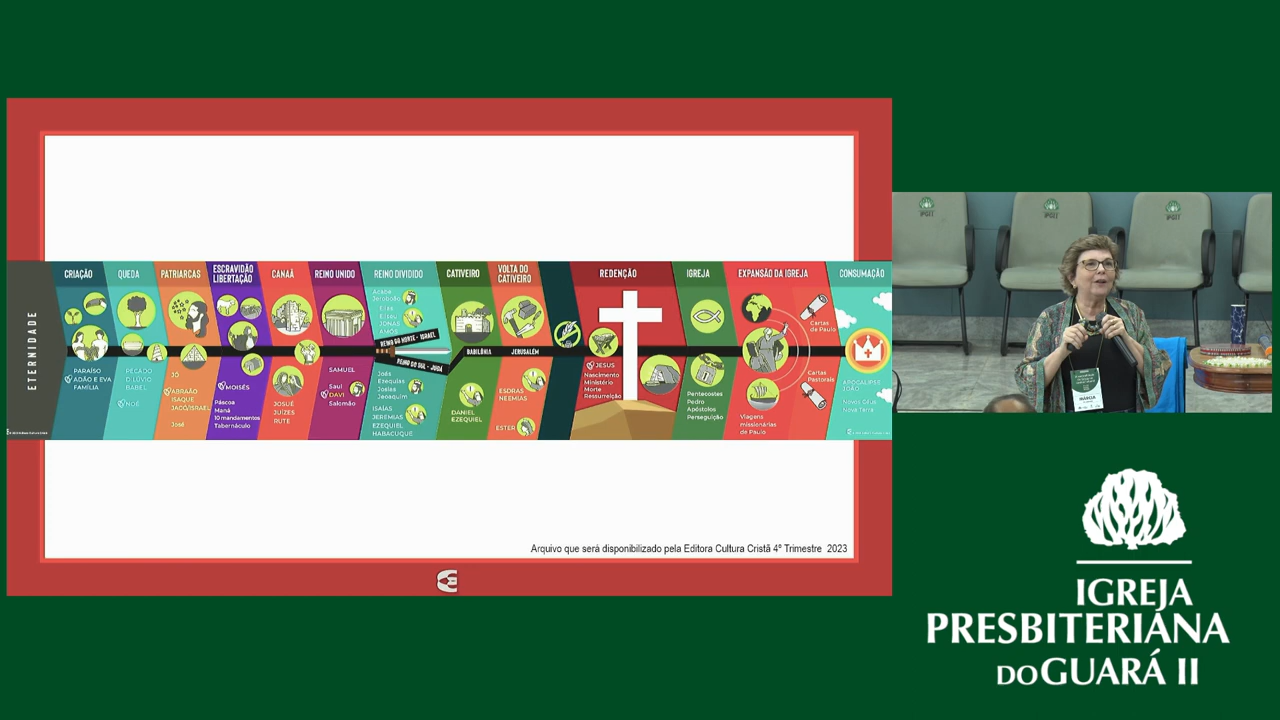 ETERNIDADE
CRIAÇÃO
PARAÍSO
ADÃO E EVA
FAMÍLIA
QUEDA
PECADO
DILÚVIO
BABEL
NOÉ
PATRIARCAS
JÓ
ABRAÃO
ISAQUE
JACÓ/ISRAEL
José
ESCRAVIDÃO
LIBERTAÇÃO
MOISÉS
Páscoa
Maná
10 mandamentos
Tabernáculo
CANAÃ
JOSUÉ
JUÍZES
RUTE
REINO UNIDO
SAMUEL
Saul
DAVI
Salomão
REINO DIVIDIDO
Acabe
Jeroboão
Elias
Eliseu
JONAS
AMÓS
REINO DO NORTE - ISRAEL
REINO DO SUL - JUDÁ
Joás
Ezequias
Josias
Jeoaquim
ISAÍAS
JEREMIAS
EZEQUIEL
HABACUQUE
CATIVEIRO
BABILÔNIA
DANIEL
EZEQUIEL
VOLTA DO
CATIVEIRO
JERUSALÉM
ESDRAS
NEEMIAS
ESTER
REDENÇÃO
JESUS
Nascimento
Ministério
Morte
Ressurreição
IGREJA
Pentecostes
Pedro
Apóstolos
Perseguição
EXPANSÃO DA IGREJA
Cartas
de Paulo
Cartas
Pastorais
Viagens
missionárias
de Paulo
CONSUMAÇÃO
APOCALIPSE
JOÃO
Novos Céus
Nova Terra
Arquivo que será disponibilizado pela Editora Cultura Cristã 4º Trimestre 2023
IPGII
IPGII
IPGII
MÁRCIA
IGREJA
PRESBITERIANA
DO GUARÁ II